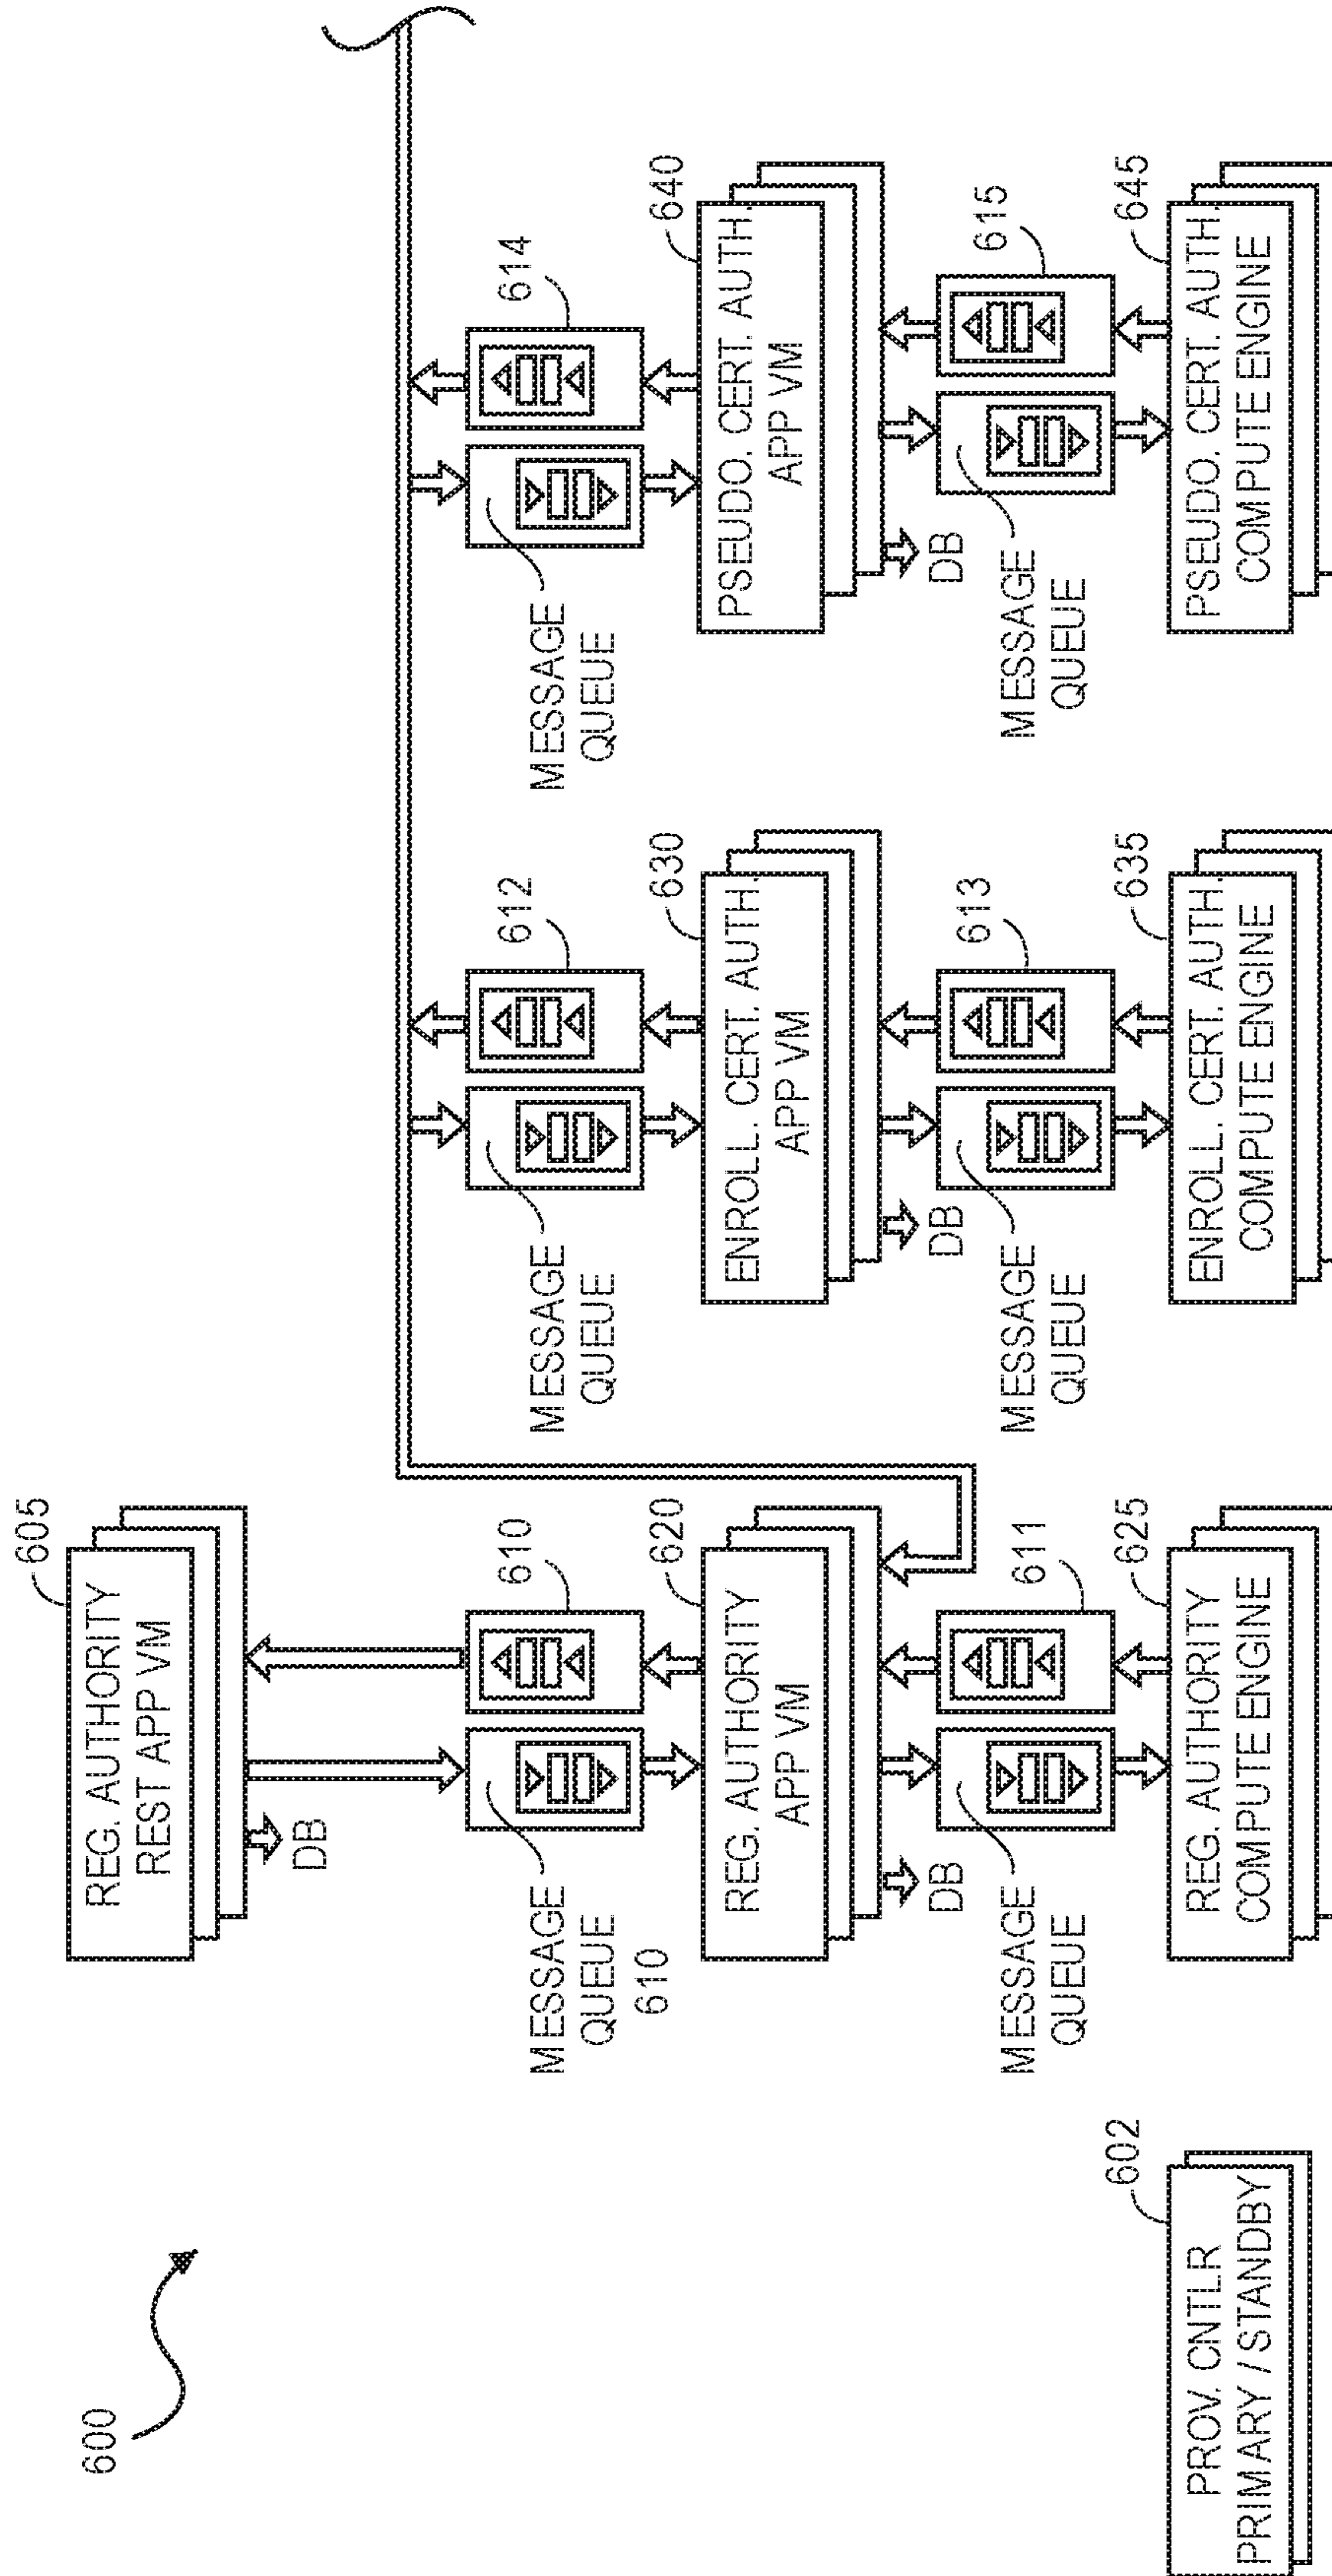 600
605
REG. AUTHORITY
REST APP VM
DB
MESSAGE
QUEUE
610
610
MESSAGE
QUEUE
612
MESSAGE
QUEUE
614
620
REG. AUTHORITY
APP VM
DB
630
ENROLL. CERT. AUTH.
APP VM
DB
640
PSEUDO. CERT. AUTH.
APP VM
DB
MESSAGE
QUEUE
611
MESSAGE
QUEUE
613
MESSAGE
QUEUE
615
602
PROV. CNTLR
PRIMARY / STANDBY
625
REG. AUTHORITY
COMPUTE ENGINE
635
ENROLL. CERT. AUTH.
COMPUTE ENGINE
645
PSEUDO. CERT. AUTH.
COMPUTE ENGINE